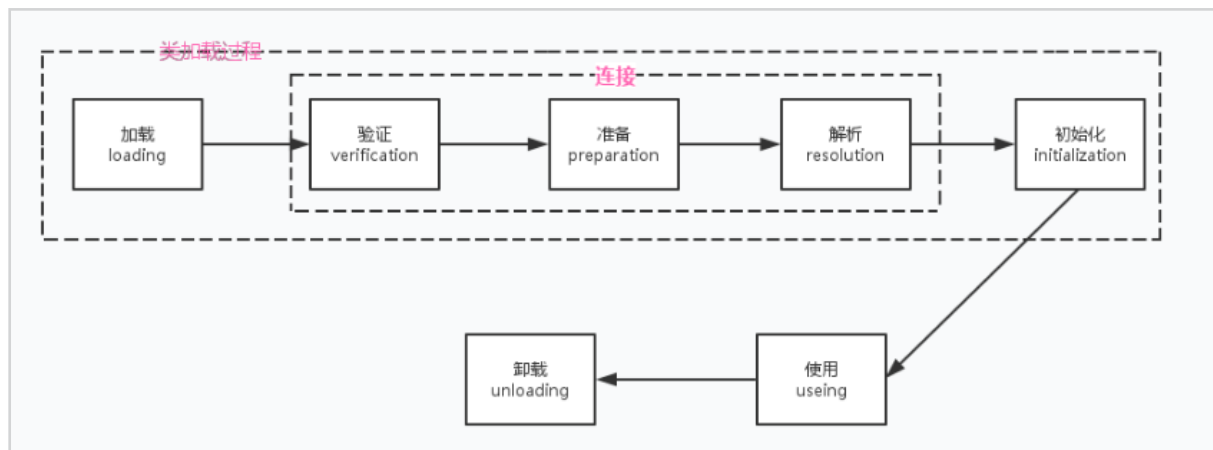 类加载过程
连接
加载
loading
验证
verification
准备
preparation
解析
resolution
初始化
initialization
卸载
unloading
使用
useing